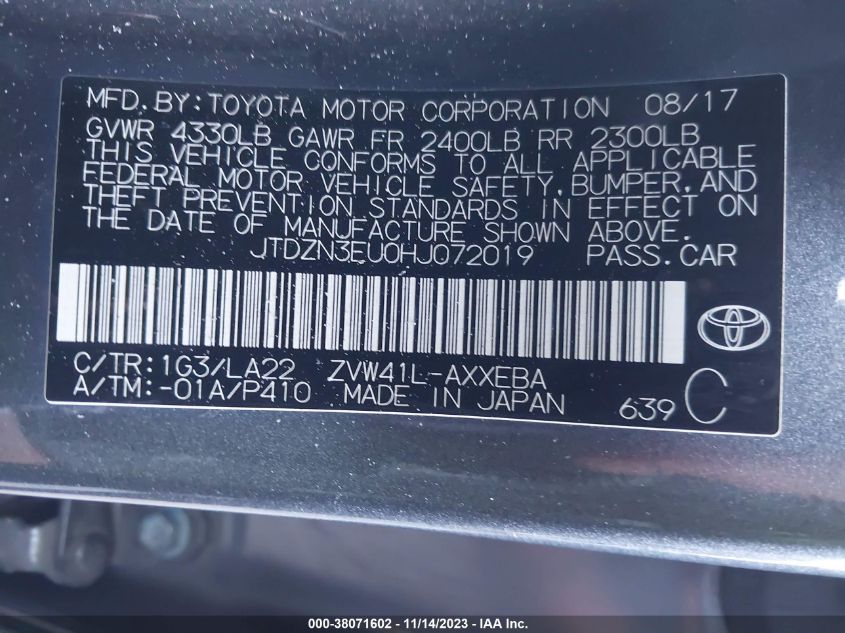 MFD. BY: TOYOTA MOTOR CORPORATION 08/17
GVWR 4330LB GAWR FR 2400LB RR 2300LB
THIS VEHICLE CONFORMS TO ALL APPLICABLE
FEDERAL MOTOR VEHICLE SAFETY, BUMPER, AND
THEFT PREVENTION STANDARDS IN EFFECT ON
THE DATE OF MANUFACTURE SHOWN ABOVE.
JTDZN3EU0HJ072019 PASS. CAR
C/TR: 1G3/LA22 ZVW41L-AXXEBA
A/TM: -01A/P410 MADE IN JAPAN 639 C
000-38071602 - 11/14/2023 - IAA Inc.